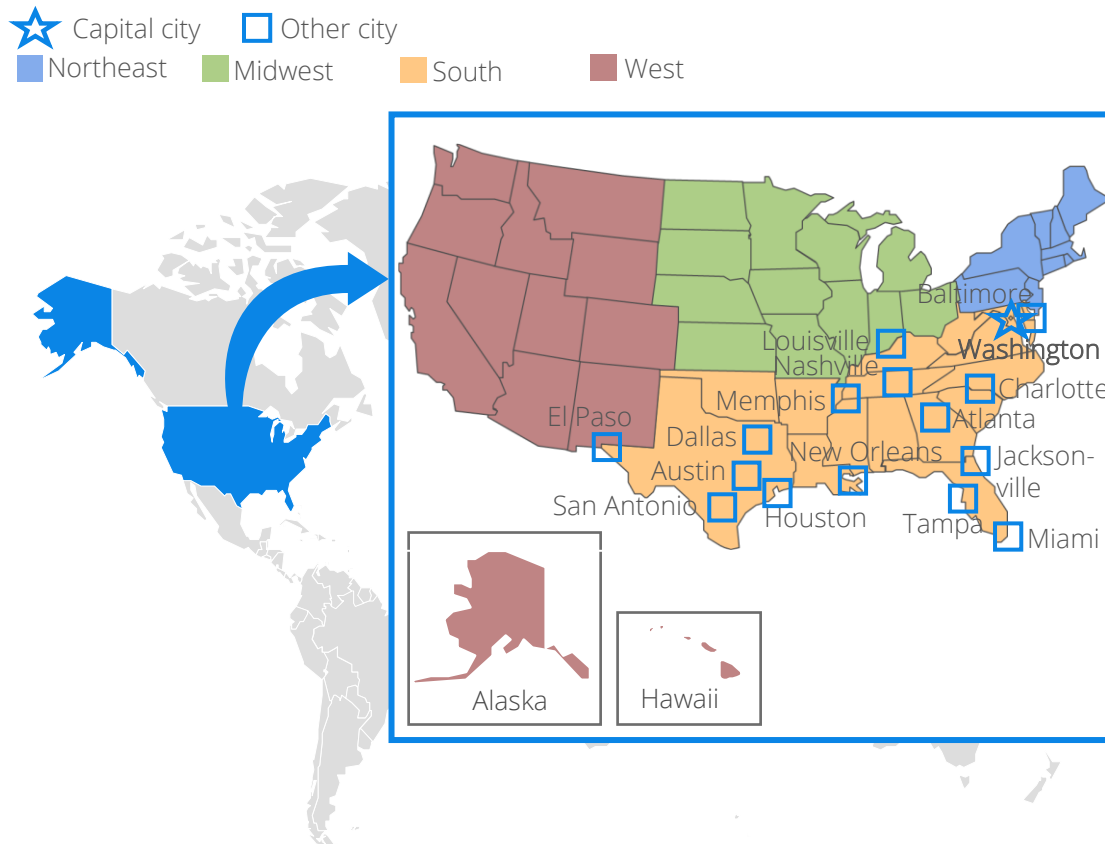 Capital city
Other city
Northeast
Midwest
South
West
Baltimore
Washington
Louisville
Nashville
Memphis
Charlotte
Atlanta
El Paso
Dallas
New Orleans
Austin
Jackson-
ville
San Antonio
Houston
Tampa
Miami
Alaska
Hawaii